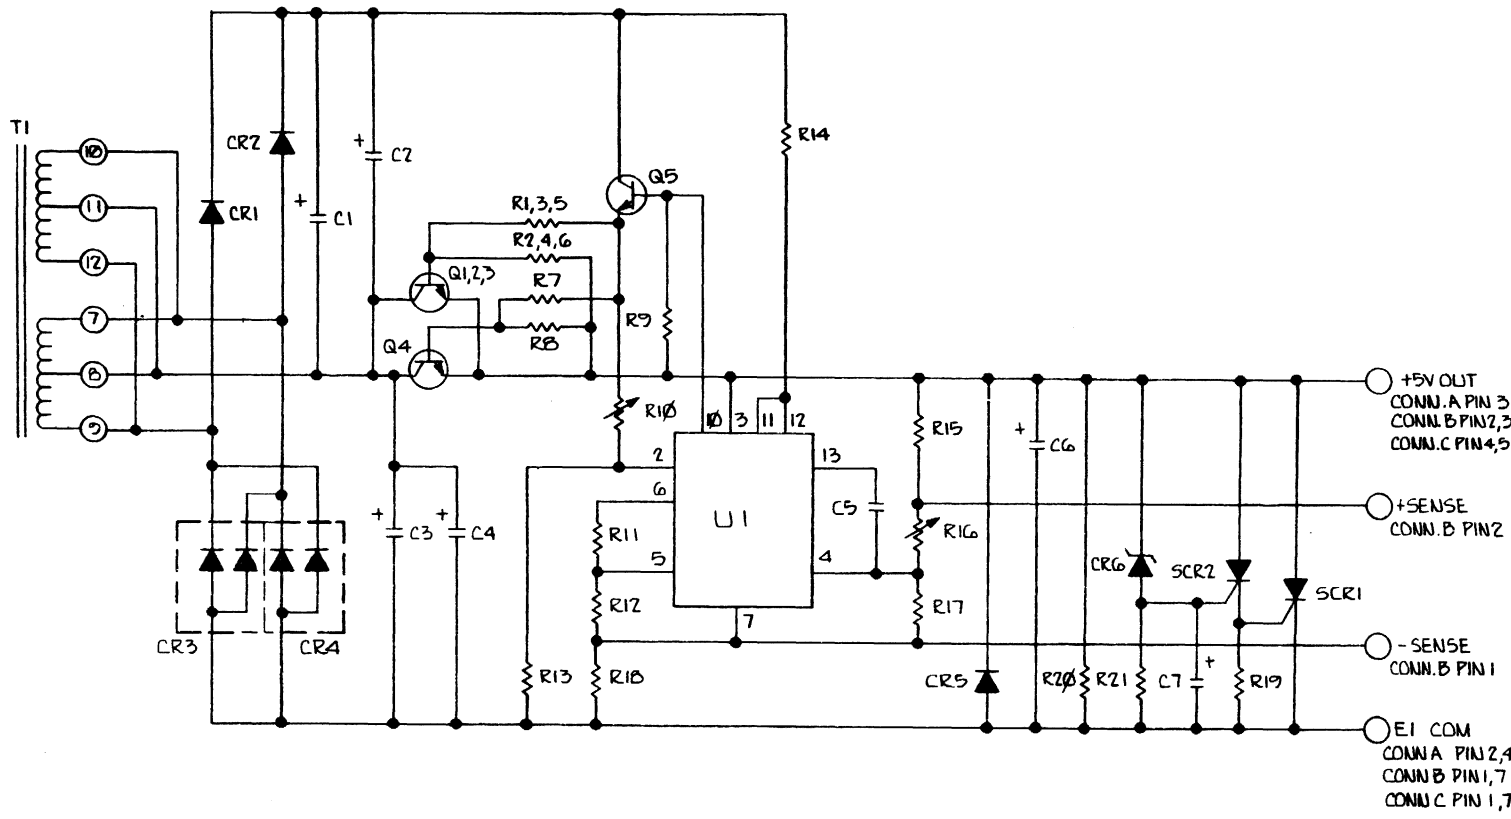 T1
10
11
12
7
8
9
CR2
CR1
C1
C2
R14
Q5
R1,3,5
R2,4,6
Q1,2,3
R7
R8
Q4
R9
R1Ø
1Ø
3
11
12
2
6
5
13
4
7
U1
C5
R15
R16
R17
C6
+5V OUT
CONN. A PIN 3
CONN. B PIN 2,3
CONN. C PIN 4,5
+SENSE
CONN. B PIN 2
- SENSE
CONN. B PIN 1
E1 COM
CONN A PIN 2,4
CONN B PIN 1,7
CONN C PIN 1,7
CR3
CR4
C3
C4
R11
R12
R13
R18
CR5
R2Ø
R21
CR6
C7
SCR2
SCR1
R19
+
+
+
+
+
+